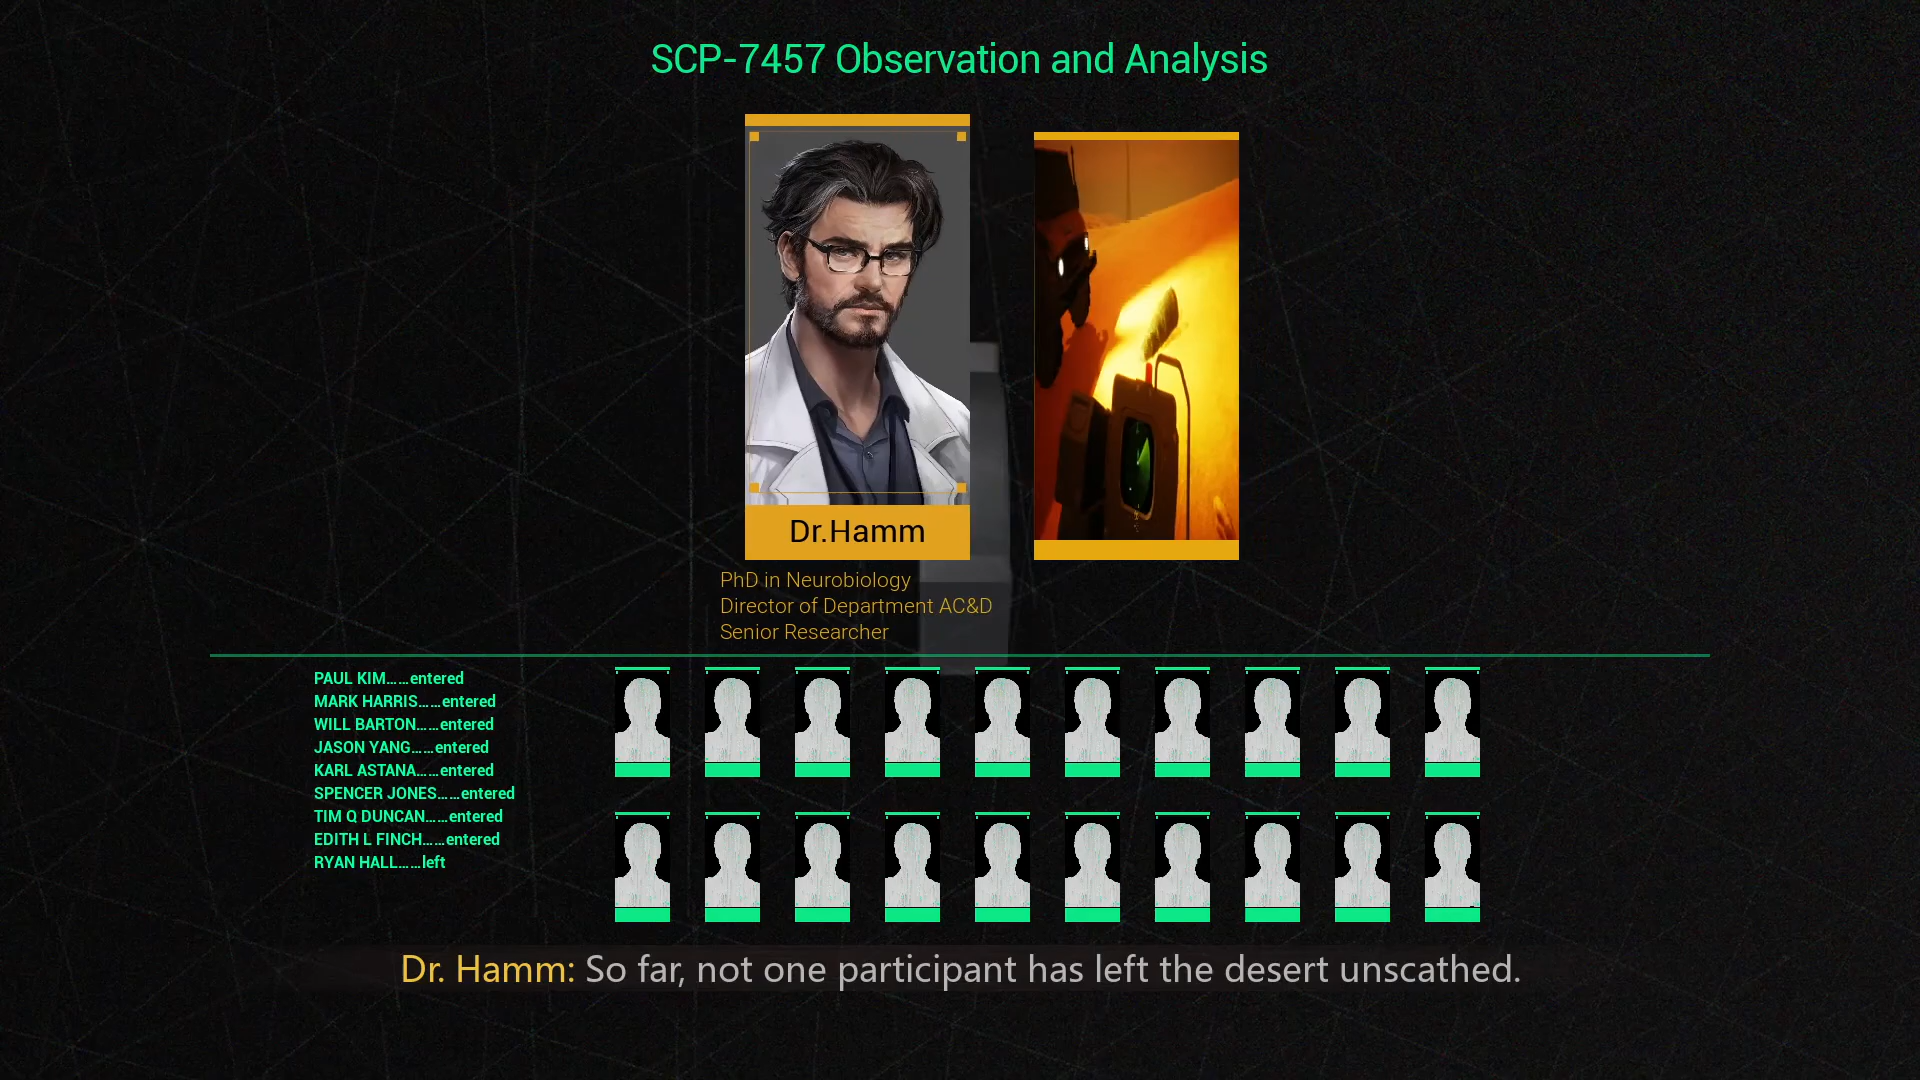 SCP-7457 Observation and Analysis
Dr.Hamm
PhD in Neurobiology
Director of Department AC&D
Senior Researcher
PAUL KIM......entered
MARK HARRIS......entered
WILL BARTON......entered
JASON YANG......entered
KARL ASTANA......entered
SPENCER JONES......entered
TIM Q DUNCAN......entered
EDITH L FINCH......entered
RYAN HALL......left
Dr. Hamm: So far, not one participant has left the desert unscathed.